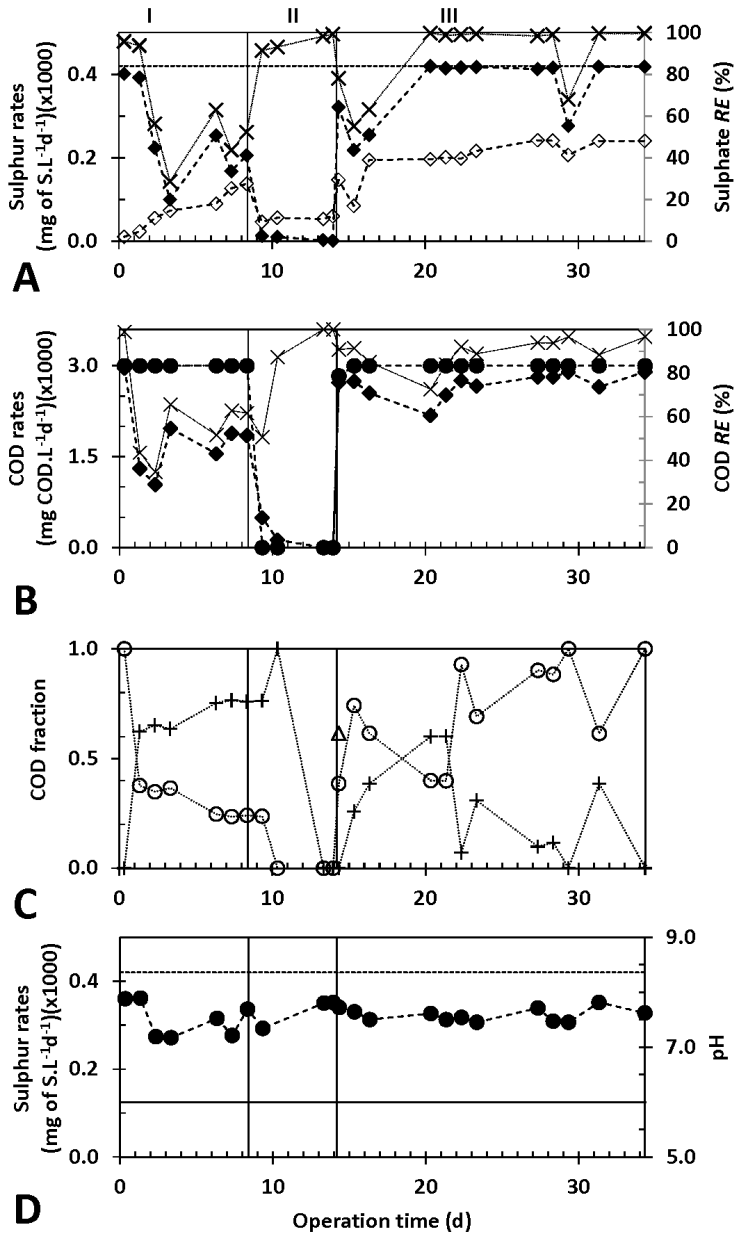 I II III
Sulphur rates
(mg of S.L⁻¹d⁻¹)(x1000)
0.4
0.2
0.0
100
80
60
40
20
0
Sulphate RE (%)
0 10 20 30
A
COD rates
(mg COD.L⁻¹d⁻¹)(x1000)
3.0
1.5
0.0
100
80
60
40
20
0
COD RE (%)
0 10 20 30
B
COD fraction
1.0
0.5
0.0
0 10 20 30
C
Sulphur rates
(mg of S.L⁻¹d⁻¹)(x1000)
0.4
0.2
0.0
9.0
7.0
5.0
pH
0 10 20 30
D
Operation time (d)